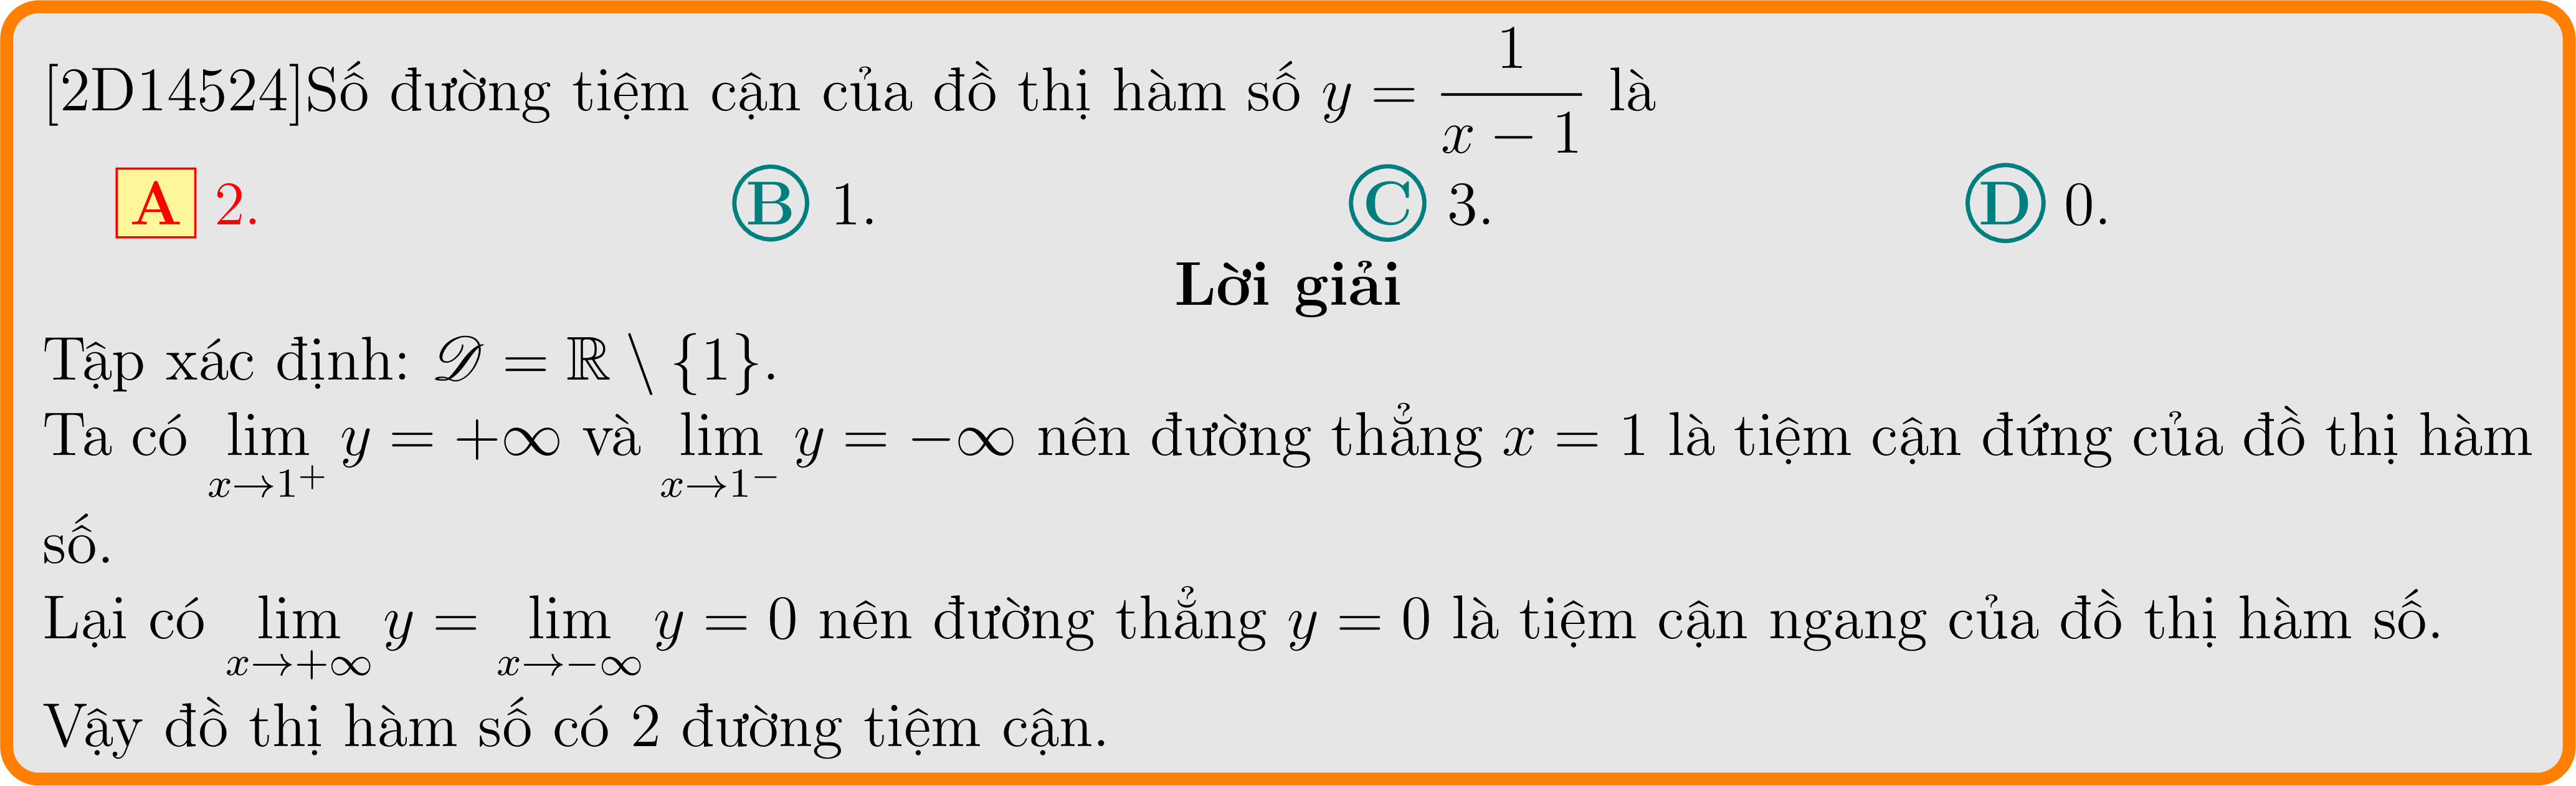 [2D14524]Số đường tiệm cận của đồ thị hàm số $y = \dfrac{1}{x-1}$ là
A 2. B 1. C 3. D 0.
Lời giải
Tập xác định: $\mathscr{D} = \mathbb{R} \setminus \{1\}$.
Ta có $\lim\limits_{x \to 1^+} y = +\infty$ và $\lim\limits_{x \to 1^-} y = -\infty$ nên đường thẳng $x = 1$ là tiệm cận đứng của đồ thị hàm
số.
Lại có $\lim\limits_{x \to +\infty} y = \lim\limits_{x \to -\infty} y = 0$ nên đường thẳng $y = 0$ là tiệm cận ngang của đồ thị hàm số.
Vậy đồ thị hàm số có 2 đường tiệm cận.